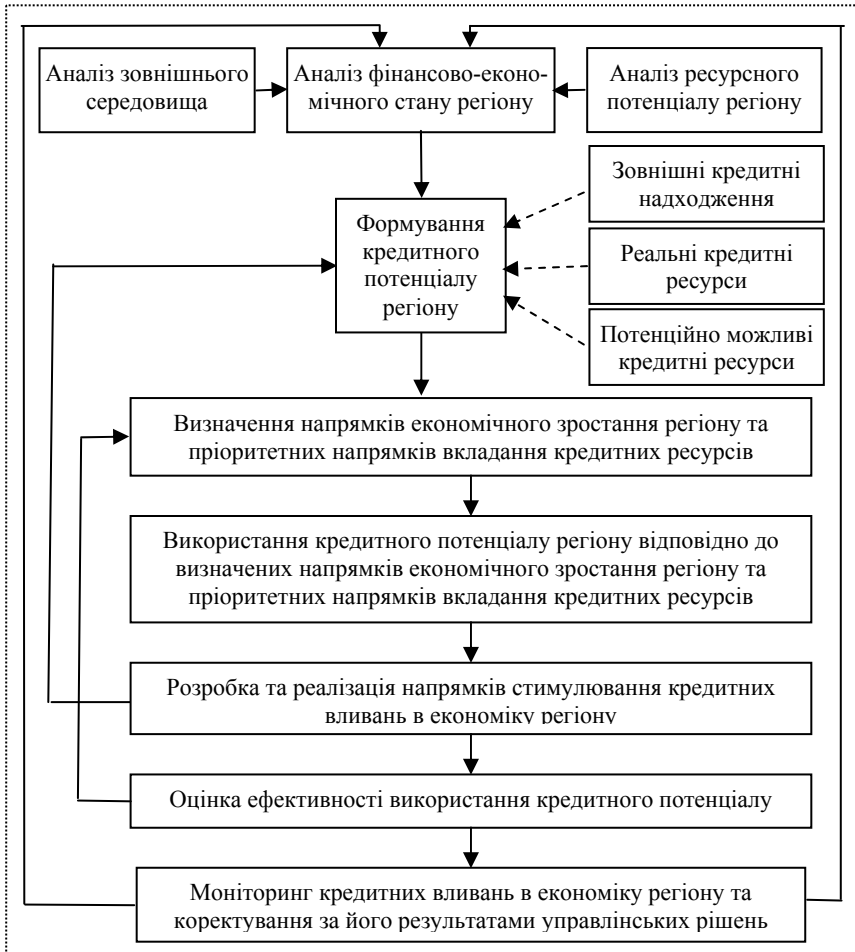 Аналіз зовнішнього
середовища
Аналіз фінансово-еконо-
мічного стану регіону
Аналіз ресурсного
потенціалу регіону
Формування
кредитного
потенціалу
регіону
Зовнішні кредитні
надходження
Реальні кредитні
ресурси
Потенційно можливі
кредитні ресурси
Визначення напрямків економічного зростання регіону та
пріоритетних напрямків вкладання кредитних ресурсів
Використання кредитного потенціалу регіону відповідно до
визначених напрямків економічного зростання регіону та
пріоритетних напрямків вкладання кредитних ресурсів
Розробка та реалізація напрямків стимулювання кредитних
вливань в економіку регіону
Оцінка ефективності використання кредитного потенціалу
Моніторинг кредитних вливань в економіку регіону та
коректування за його результатами управлінських рішень